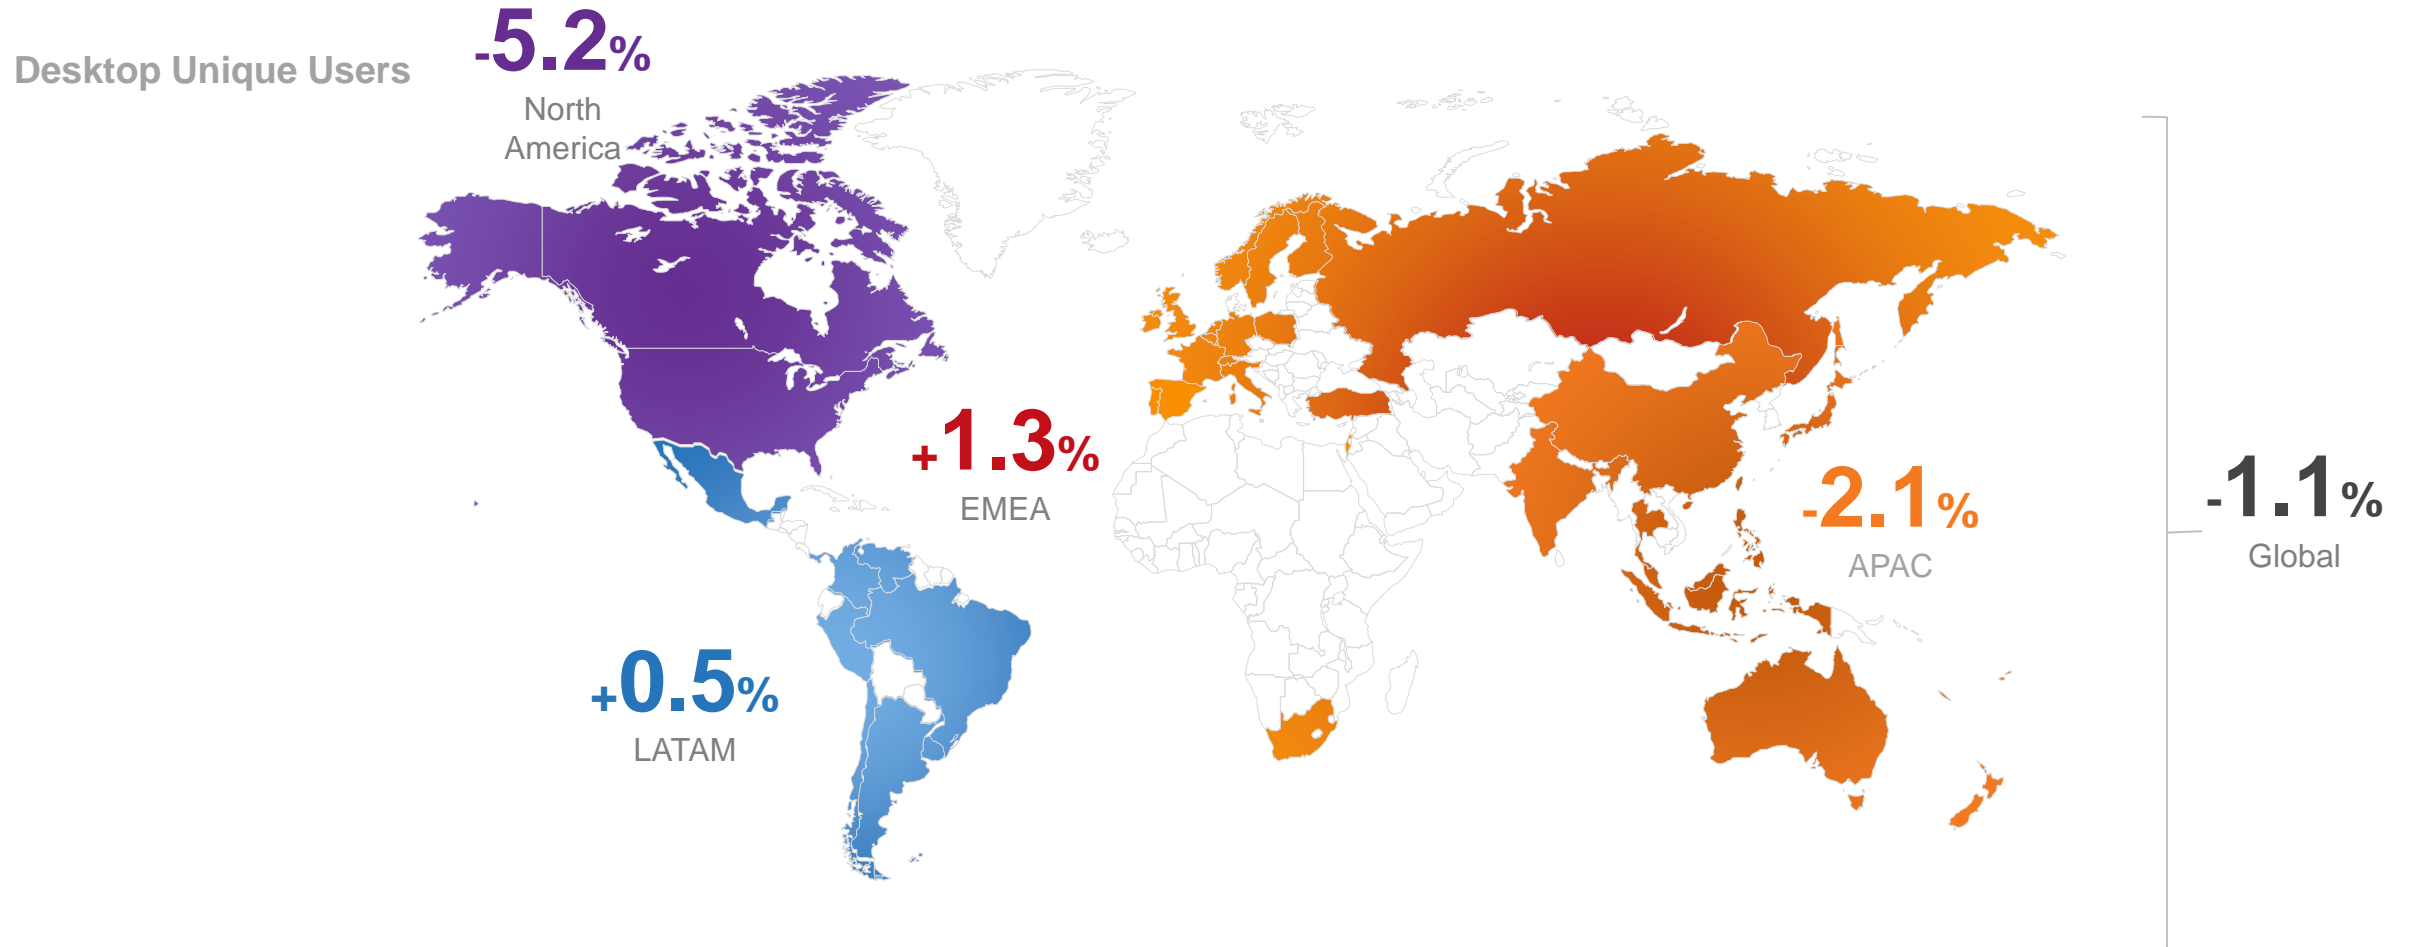 Desktop Unique Users
-5.2%
North
America
+1.3%
EMEA
-2.1%
APAC
-1.1%
Global
+0.5%
LATAM